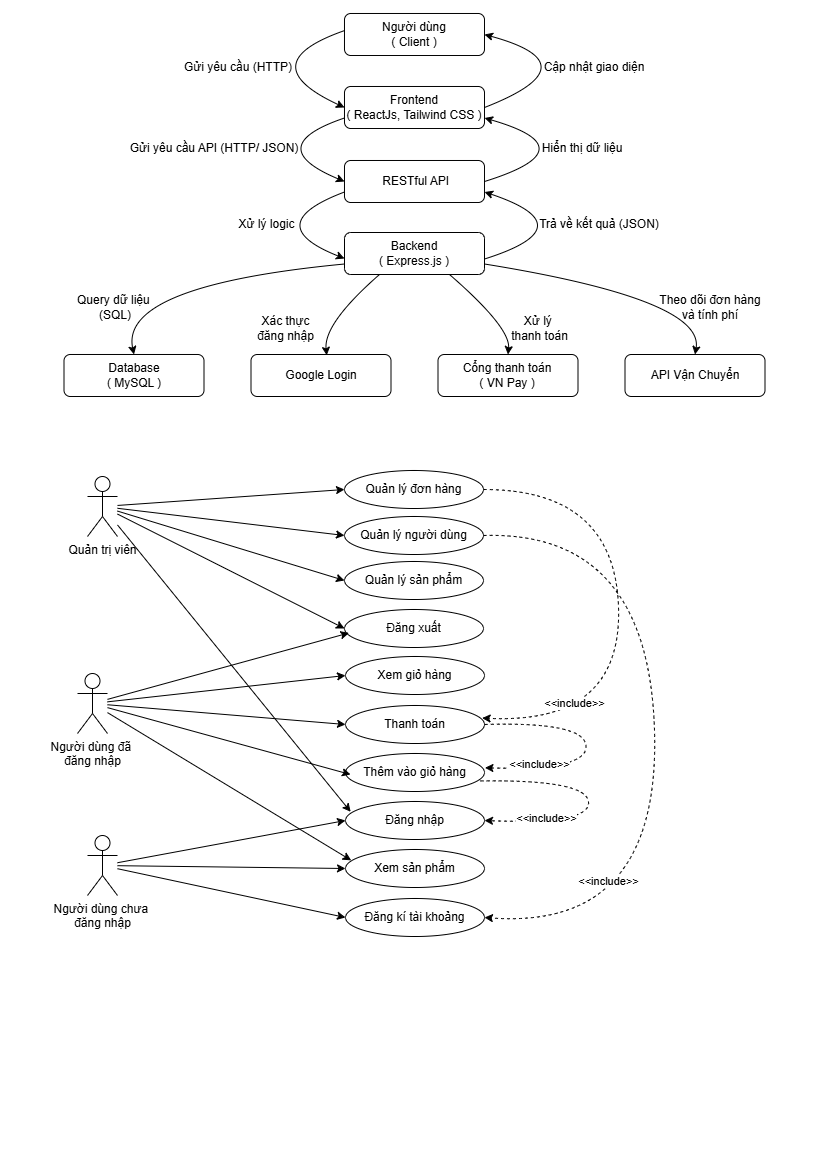 Người dùng
( Client )
Gửi yêu cầu (HTTP)
Cập nhật giao diện
Frontend
( ReactJs, Tailwind CSS )
Gửi yêu cầu API (HTTP/ JSON)
Hiển thị dữ liệu
RESTful API
Xử lý logic
Trả về kết quả (JSON)
Backend
( Express.js )
Query dữ liệu
(SQL)
Xác thực
đăng nhập
Xử lý
thanh toán
Theo dõi đơn hàng
và tính phí
Database
( MySQL )
Google Login
Cổng thanh toán
( VN Pay )
API Vận Chuyển
Quản lý đơn hàng
Quản lý người dùng
Quản trị viên
Quản lý sản phẩm
Đăng xuất
Xem giỏ hàng
<<include>>
Thanh toán
Người dùng đã
đăng nhập
<<include>>
Thêm vào giỏ hàng
<<include>>
Đăng nhập
Xem sản phẩm
<<include>>
Người dùng chưa
đăng nhập
Đăng kí tài khoảng